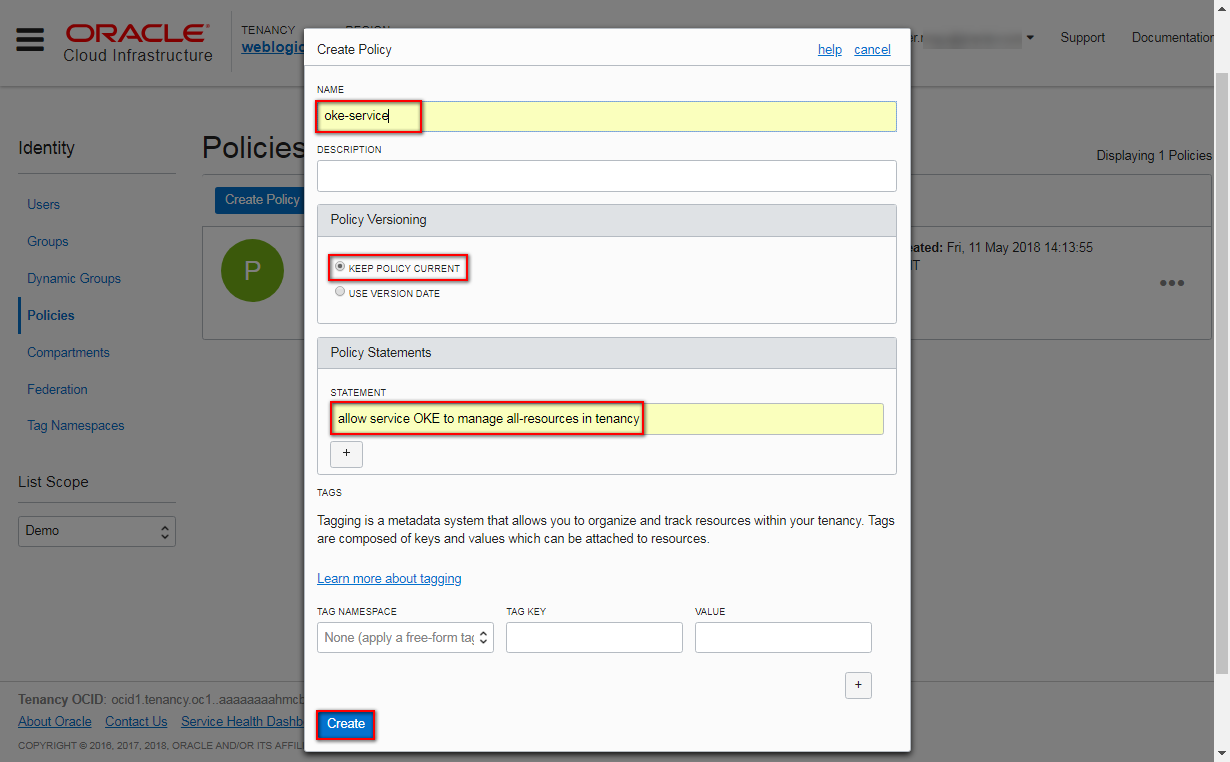 ORACLE®
Cloud Infrastructure
TENANCY
weblogic
Support
Documentation
Create Policy
help
cancel
NAME
oke-service
DESCRIPTION
Policy Versioning
KEEP POLICY CURRENT
USE VERSION DATE
Policy Statements
STATEMENT
allow service OKE to manage all-resources in tenancy
+
TAGS
Tagging is a metadata system that allows you to organize and track resources within your tenancy. Tags
are composed of keys and values which can be attached to resources.
Learn more about tagging
TAG NAMESPACE
TAG KEY
VALUE
None (apply a free-form tag
+
Create
Identity
Users
Groups
Dynamic Groups
Policies
Compartments
Federation
Tag Namespaces
List Scope
Demo
Policies
Displaying 1 Policies
Create Policy
P
ated: Fri, 11 May 2018 14:13:55
Tenancy OCID: ocid1.tenancy.oc1..aaaaaaaahmcb
About Oracle Contact Us Service Health Dashb
COPYRIGHT © 2016, 2017, 2018, ORACLE AND/OR ITS AFFILI